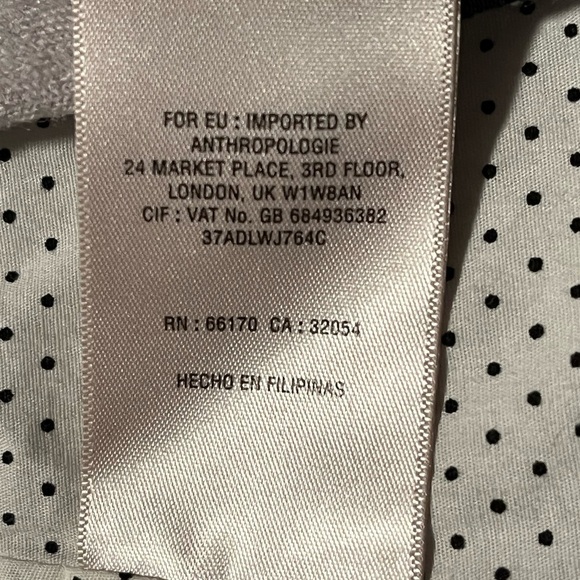 FOR EU : IMPORTED BY
ANTHROPOLOGIE
24 MARKET PLACE, 3RD FLOOR,
LONDON, UK W1W8AN
CIF : VAT No. GB 684936382
37ADLWJ764C
RN : 66170 CA : 32054
HECHO EN FILIPINAS